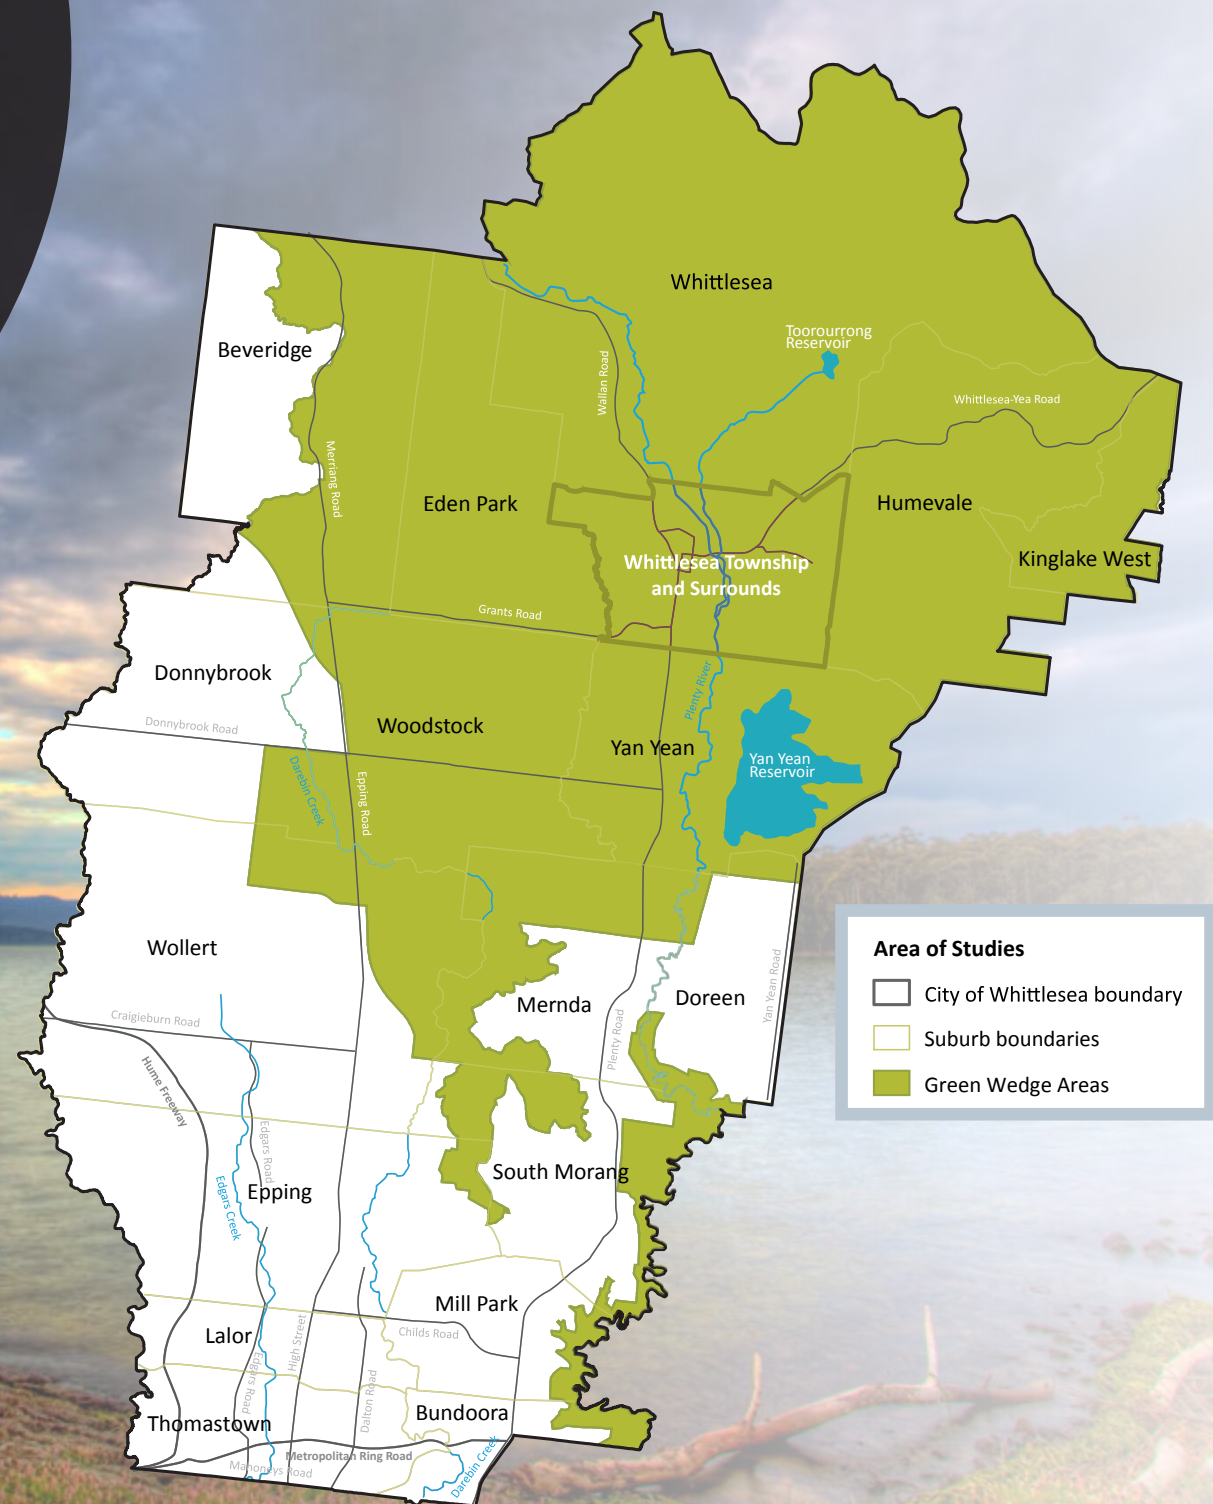 Whittlesea
Toorourrong
Reservoir
Beveridge
Wallan Road
Whittlesea-Yea Road
Merriang Road
Eden Park
Humevale
Kinglake West
Whittlesea Township
and Surrounds
Grants Road
Donnybrook
Plenty River
Donnybrook Road
Woodstock
Yan Yean
Yan Yean
Reservoir
Darebin Creek
Epping Road
Wollert
Area of Studies
City of Whittlesea boundary
Suburb boundaries
Green Wedge Areas
Mernda
Doreen
Yan Yean Road
Craigieburn Road
Plenty Road
Hume Freeway
Edgars Road
South Morang
Epping
Edgars Creek
Mill Park
Lalor
High Street
Childs Road
Edgars Road
Dalton Road
Thomastown
Bundoora
Metropolitan Ring Road
Mahoneys Road
Darebin Creek